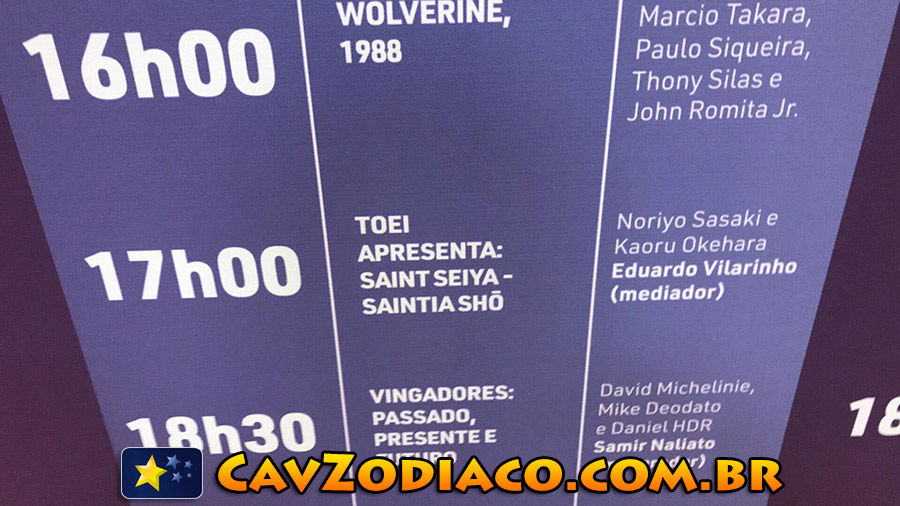 16h00
WOLVERINE,
1988
Marcio Takara,
Paulo Siqueira,
Thony Silas e
John Romita Jr.
17h00
TOEI
APRESENTA:
SAINT SEIYA -
SAINTIA SHŌ
Noriyo Sasaki e
Kaoru Okehara
Eduardo Vilarinho
(mediador)
18h30
VINGADORES:
PASSADO,
PRESENTE E
David Michelinie,
Mike Deodato
e Daniel HDR
Samir Naliato
18
CavZodiaco.com.br